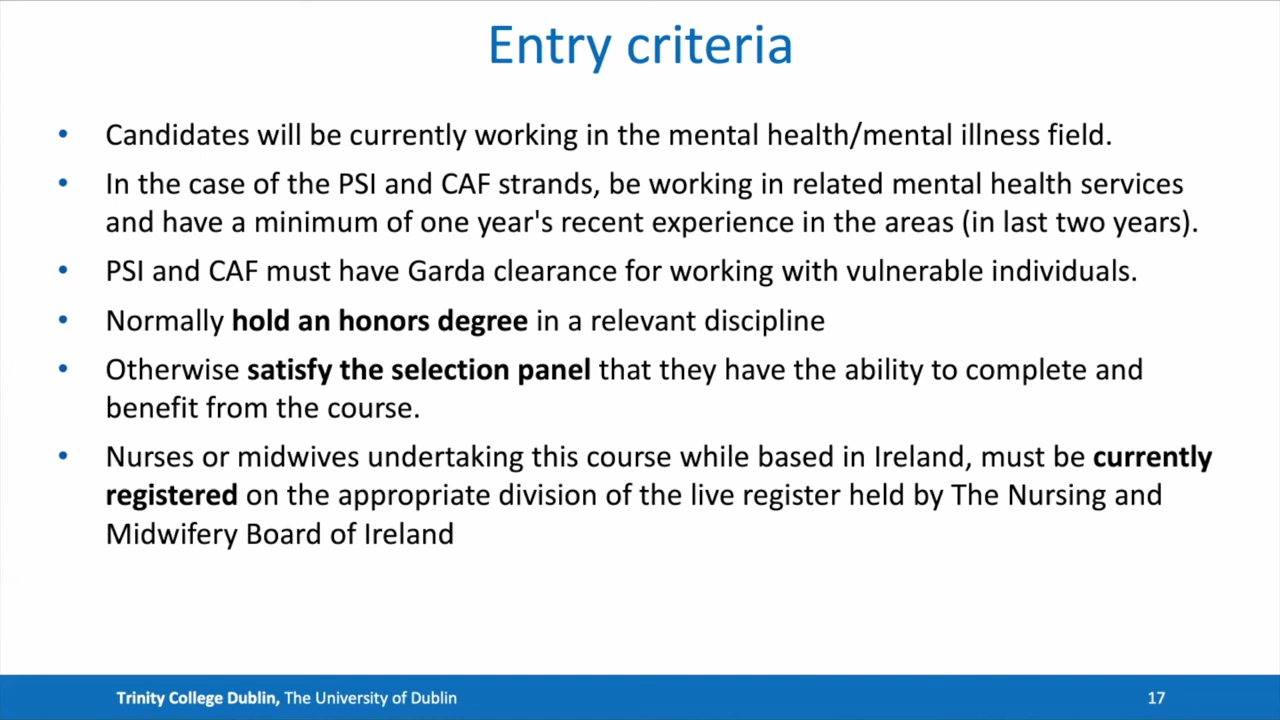 Entry criteria
• Candidates will be currently working in the mental health/mental illness field.
• In the case of the PSI and CAF strands, be working in related mental health services
and have a minimum of one year's recent experience in the areas (in last two years).
• PSI and CAF must have Garda clearance for working with vulnerable individuals.
• Normally hold an honors degree in a relevant discipline
• Otherwise satisfy the selection panel that they have the ability to complete and
benefit from the course.
• Nurses or midwives undertaking this course while based in Ireland, must be currently
registered on the appropriate division of the live register held by The Nursing and
Midwifery Board of Ireland
Trinity College Dublin, The University of Dublin
17